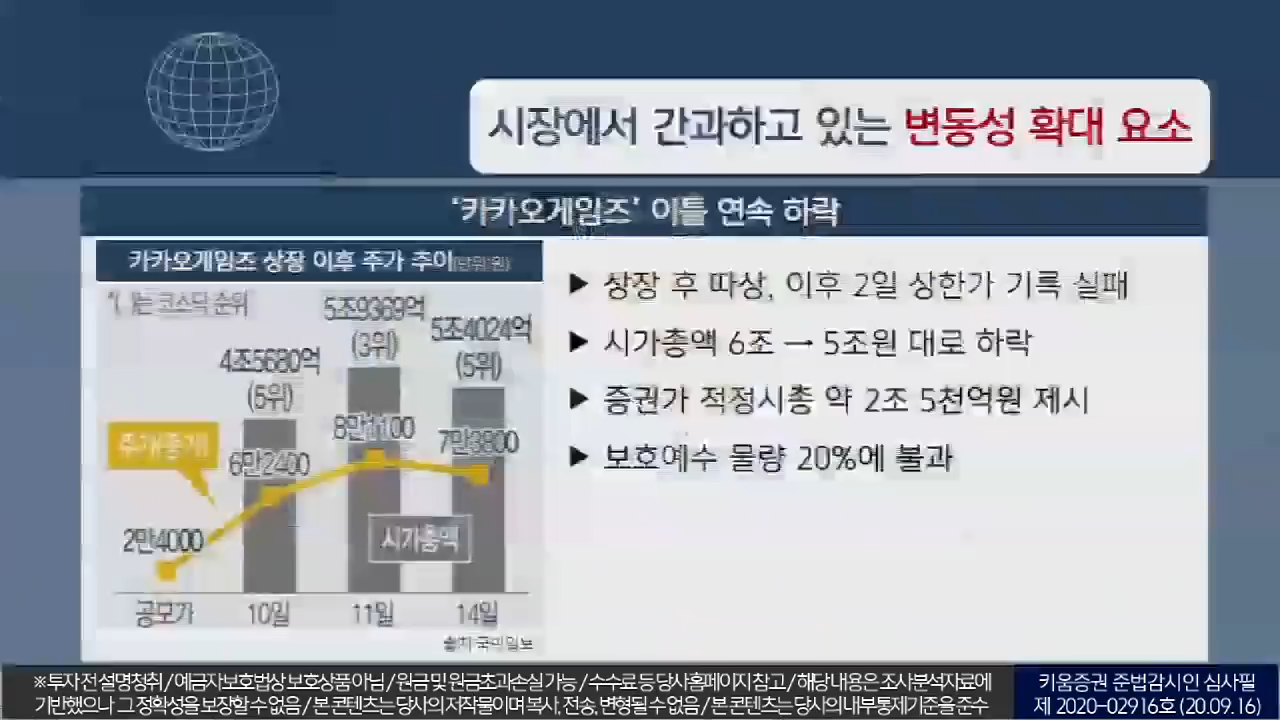 시장에서 간과하고 있는 변동성 확대 요소
‘카카오게임즈’ 이틀 연속 하락
카카오게임즈 상장 이후 주가 추이(단위:원)
*( )는 코스닥 순위
5조9369억
(3위)
5조4024억
(5위)
4조5680억
(5위)
주가(종가)
8만1100
7만3800
6만2400
2만4000
시가총액
공모가 10일 11일 14일
출처:국민일보
▶ 상장 후 따상, 이후 2일 상한가 기록 실패
▶ 시가총액 6조 → 5조원 대로 하락
▶ 증권가 적정시총 약 2조 5천억원 제시
▶ 보호예수 물량 20%에 불과
※ 투자 전 설명청취 / 예금자보호법상 보호상품 아님 / 원금 및 원금초과손실 가능 / 수수료 등 당사홈페이지 참고 / 해당 내용은 조사분석자료에
기반했으나 그 정확성을 보장할 수 없음 / 본 콘텐츠는 당사의 저작물이며 복사, 전송, 변형될 수 없음 / 본 콘텐츠는 당사의 내부통제기준을 준수
키움증권 준법감시인 심사필
제 2020-02916호 (20.09.16)